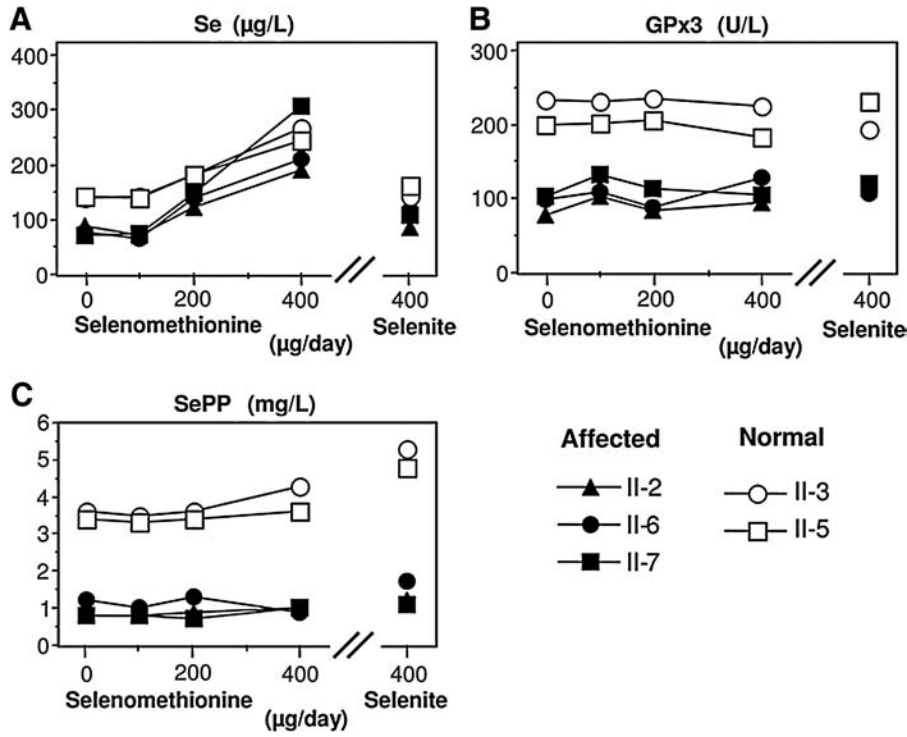 A
Se (µg/L)
400
300
200
100
0
0
200
400
400
Selenomethionine
Selenite
(µg/day)
B
GPx3 (U/L)
300
200
100
0
0
200
400
400
Selenomethionine
Selenite
(µg/day)
C
SePP (mg/L)
6
5
4
3
2
1
0
0
200
400
400
Selenomethionine
Selenite
(µg/day)
Affected
II-2
II-6
II-7
Normal
II-3
II-5